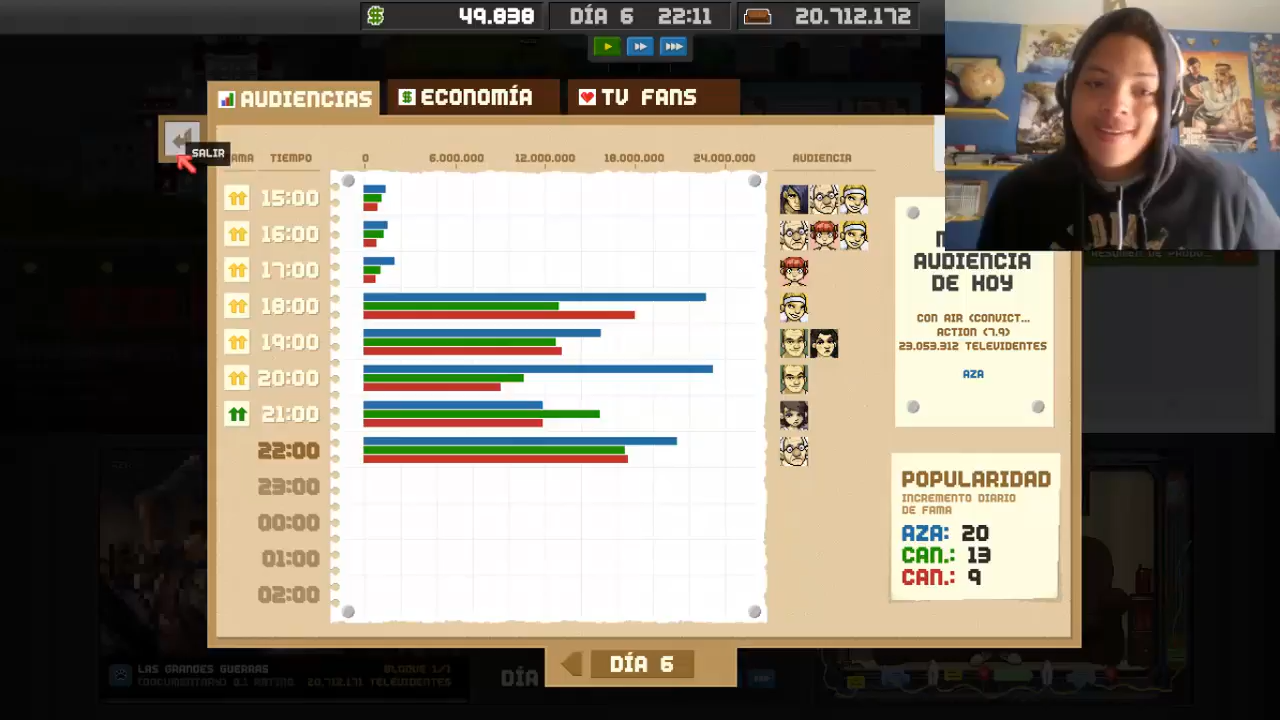 49.838 DÍA 6 22:11 20.712.172
AUDIENCIAS ECONOMÍA TV FANS
SALIR
AMA TIEMPO 0 6.000.000 12.000.000 18.000.000 24.000.000 AUDIENCIA
15:00
16:00
17:00
18:00
19:00
20:00
21:00
22:00
23:00
00:00
01:00
02:00
AUDIENCIA
DE HOY
CON AIR (CONVICT...
ACTION (7.9)
23.053.312 TELEVIDENTES
AZA
POPULARIDAD
INCREMENTO DIARIO
DE FAMA
AZA: 20
CAN.: 13
CAN.: 9
DÍA 6
LAS GRANDES GUERRAS BLOQUE 1/1
(DOCUMENTARY) 0.1 RATING 20.712.171 TELEVIDENTES
DÍA